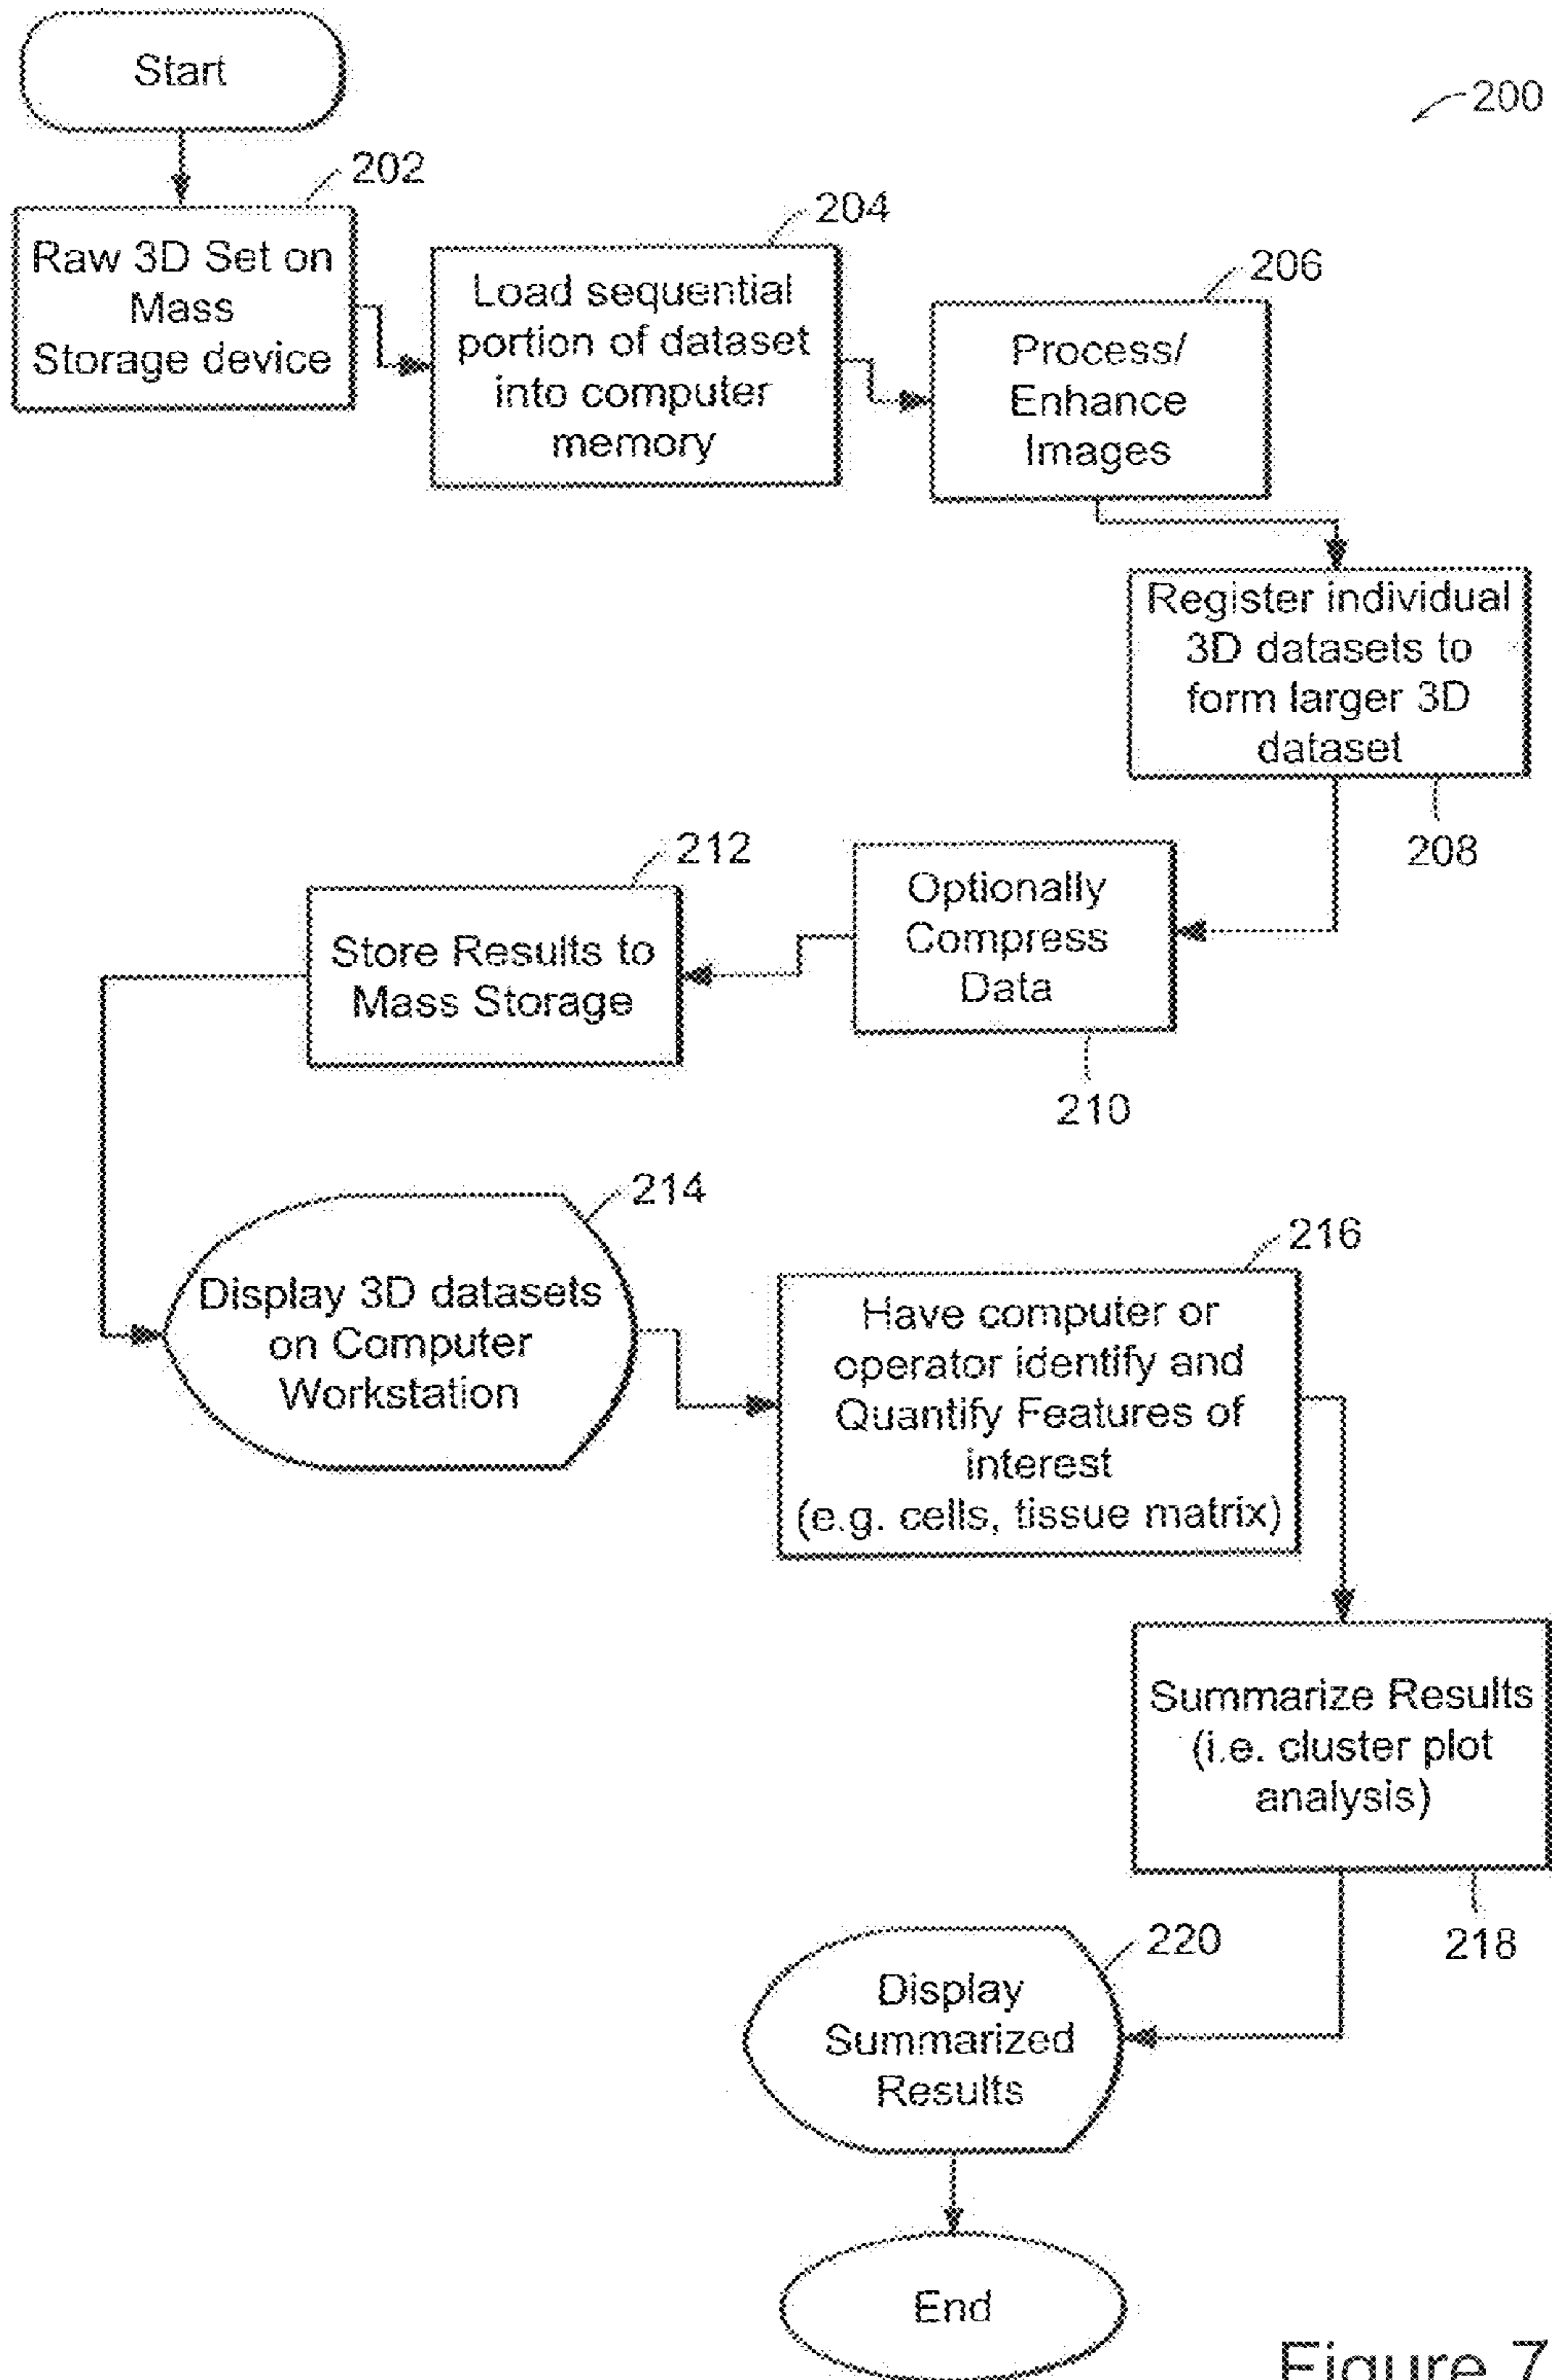 Start
200
202
Raw 3D Set on
Mass
Storage device
204
Load sequential
portion of dataset
into computer
memory
206
Process/
Enhance
Images
Register individual
3D datasets to
form larger 3D
dataset
208
212
Store Results to
Mass Storage
Optionally
Compress
Data
210
214
Display 3D datasets
on Computer
Workstation
216
Have computer or
operator identify and
Quantify Features of
interest
(e.g. cells, tissue matrix)
Summarize Results
(i.e. cluster plot
analysis)
218
220
Display
Summarized
Results
End
Figure 7